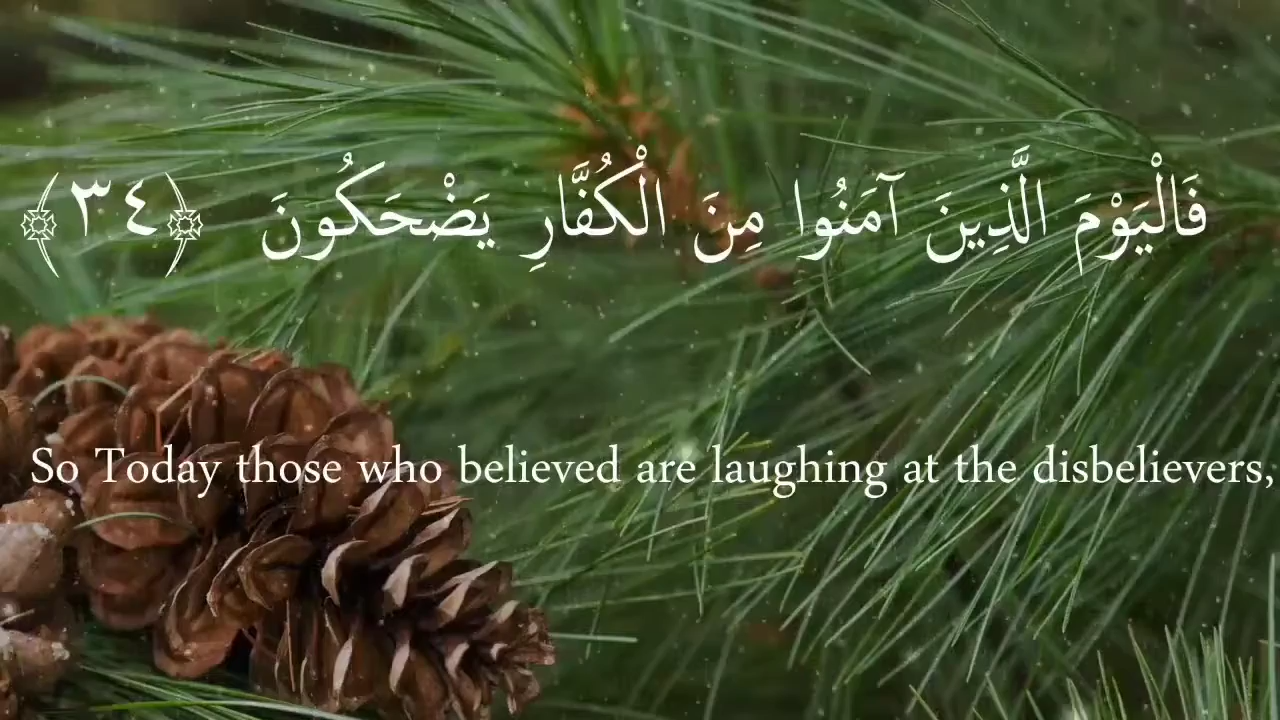 فَالْيَوْمَ الَّذِينَ آمَنُوا مِنَ الْكُفَّارِ يَضْحَكُونَ ﴿٣٤﴾
So Today those who believed are laughing at the disbelievers,